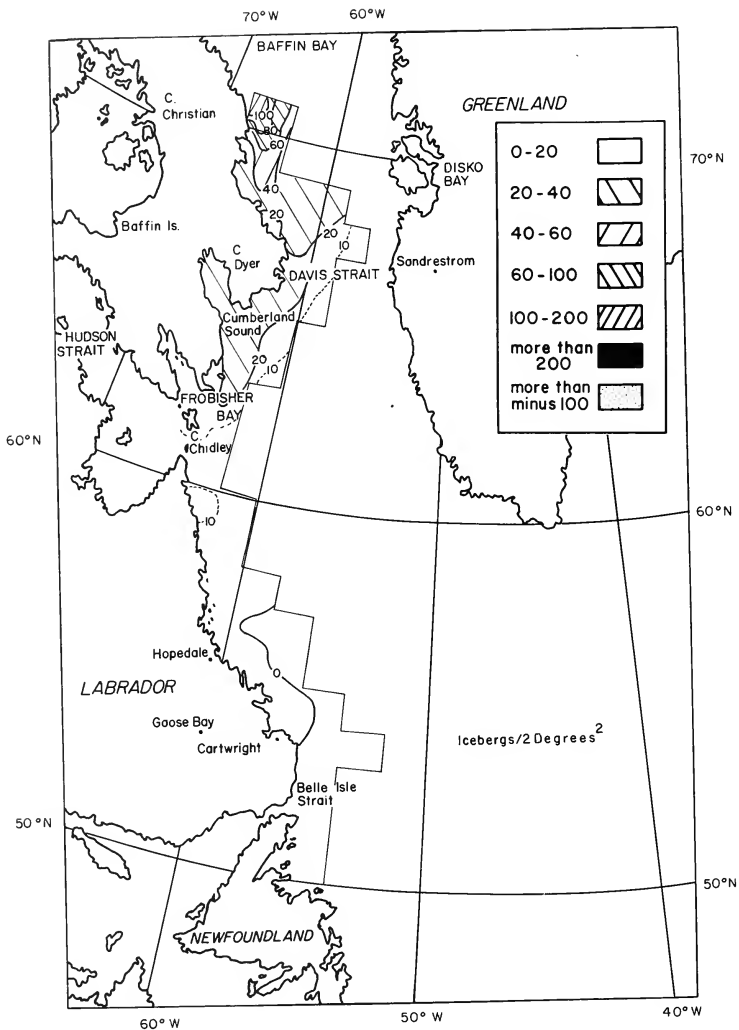 70°W 60°W
BAFFIN BAY
C.
Christian
GREENLAND
100
80
60
40
20
20
10
DISKO
BAY
70°N
0-20
20-40
40-60
60-100
100-200
more than
200
more than
minus 100
Baffin Is.
C
Dyer
Sondrestrom
DAVIS STRAIT
HUDSON
STRAIT
Cumberland
Sound
20
10
FROBISHER
BAY
60°N
C.
Chidley
60°N
10
Hopedale
0
LABRADOR
Goose Bay
Cartwright
Icebergs/2 Degrees²
Belle Isle
Strait
50°N
50°N
NEWFOUNDLAND
60°W 50°W 40°W